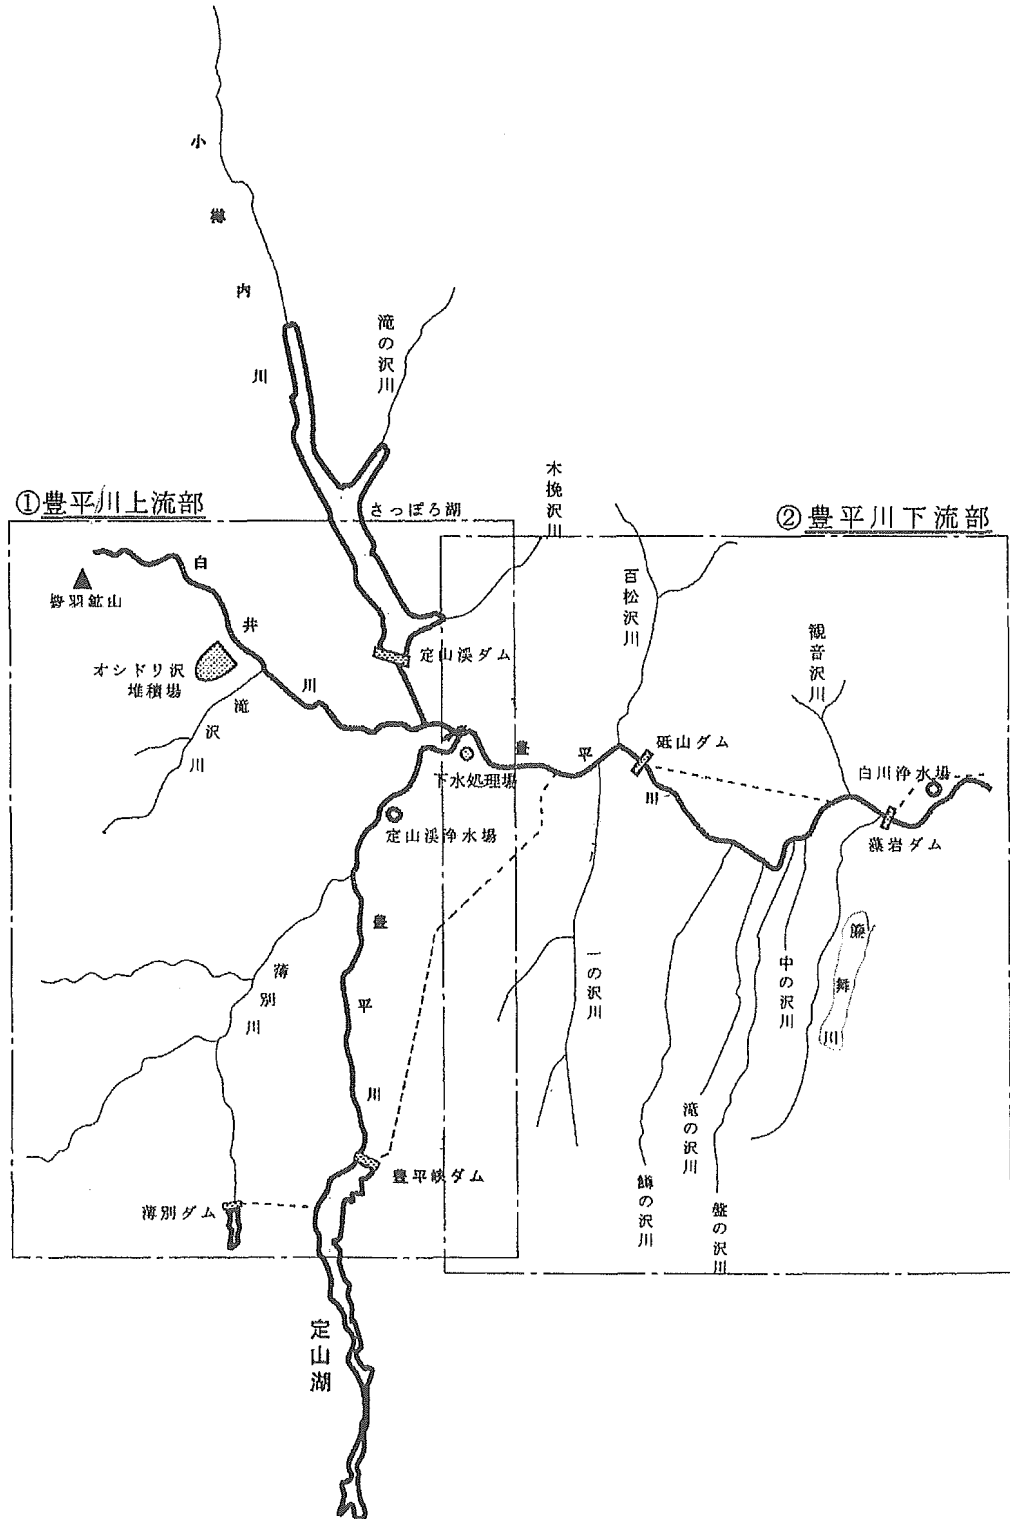 小樽内川
滝の沢川
木挽沢川
①豊平川上流部
さっぽろ湖
②豊平川下流部
白井川
豊羽鉱山
オシドリ沢
堆積場
滝沢川
定山渓ダム
百松沢川
観音沢川
豊平川
砥山ダム
下水処理場
白川浄水場
定山渓浄水場
藻岩ダム
豊平川
薄別川
一の沢川
中の沢川
簾舞川
滝の沢川
豊平峡ダム
薄別ダム
鱒の沢川
盤の沢川
定山湖